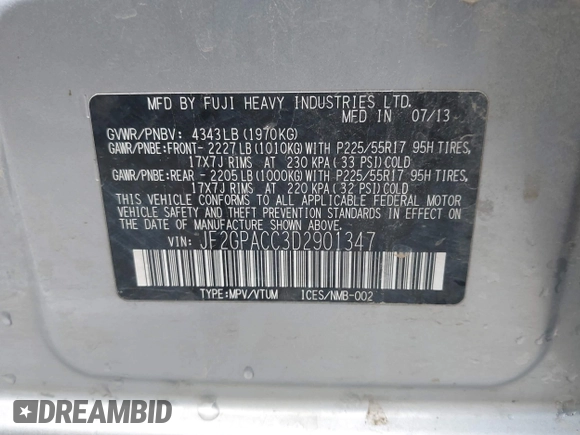 MFD BY FUJI HEAVY INDUSTRIES LTD.
MFD IN 07/13
GVWR/PNBV: 4343LB(1970KG)
GAWR/PNBE:FRONT- 2227LB(1010KG)WITH P225/55R17 95H TIRES,
17X7J RIMS AT 230 KPA(33 PSI)COLD
GAWR/PNBE:REAR - 2205LB(1000KG)WITH P225/55R17 95H TIRES,
17X7J RIMS AT 220 KPA(32 PSI)COLD
THIS VEHICLE CONFORMS TO ALL APPLICABLE FEDERAL MOTOR
VEHICLE SAFETY AND THEFT PREVENTION STANDARDS IN EFFECT ON
THE DATE OF MANUFACTURE SHOWN ABOVE.
VIN: JF2GPACC3D2901347
TYPE:MPV/VTUM ICES/NMB-002
DREAMBID